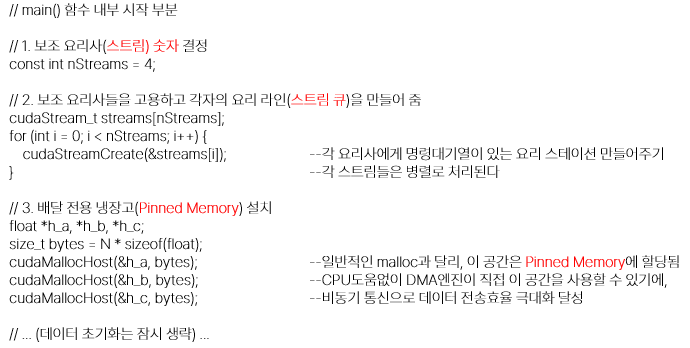 // main() 함수 내부 시작 부분
// 1. 보조 요리사(스트림) 숫자 결정
const int nStreams = 4;
// 2. 보조 요리사들을 고용하고 각자의 요리 라인(스트림 큐)을 만들어 줌
cudaStream_t streams[nStreams];
for (int i = 0; i < nStreams; i++) {
cudaStreamCreate(&streams[i]); --각 요리사에게 명령대기열이 있는 요리 스테이션 만들어주기
} --각 스트림들은 병렬로 처리된다
// 3. 배달 전용 냉장고(Pinned Memory) 설치
float *h_a, *h_b, *h_c;
size_t bytes = N * sizeof(float);
cudaMallocHost(&h_a, bytes); --일반적인 malloc과 달리, 이 공간은 Pinned Memory에 할당됨
cudaMallocHost(&h_b, bytes); --CPU도움없이 DMA엔진이 직접 이 공간을 사용할 수 있기에,
cudaMallocHost(&h_c, bytes); --비동기 통신으로 데이터 전송효율 극대화 달성
// ... (데이터 초기화는 잠시 생략) ...